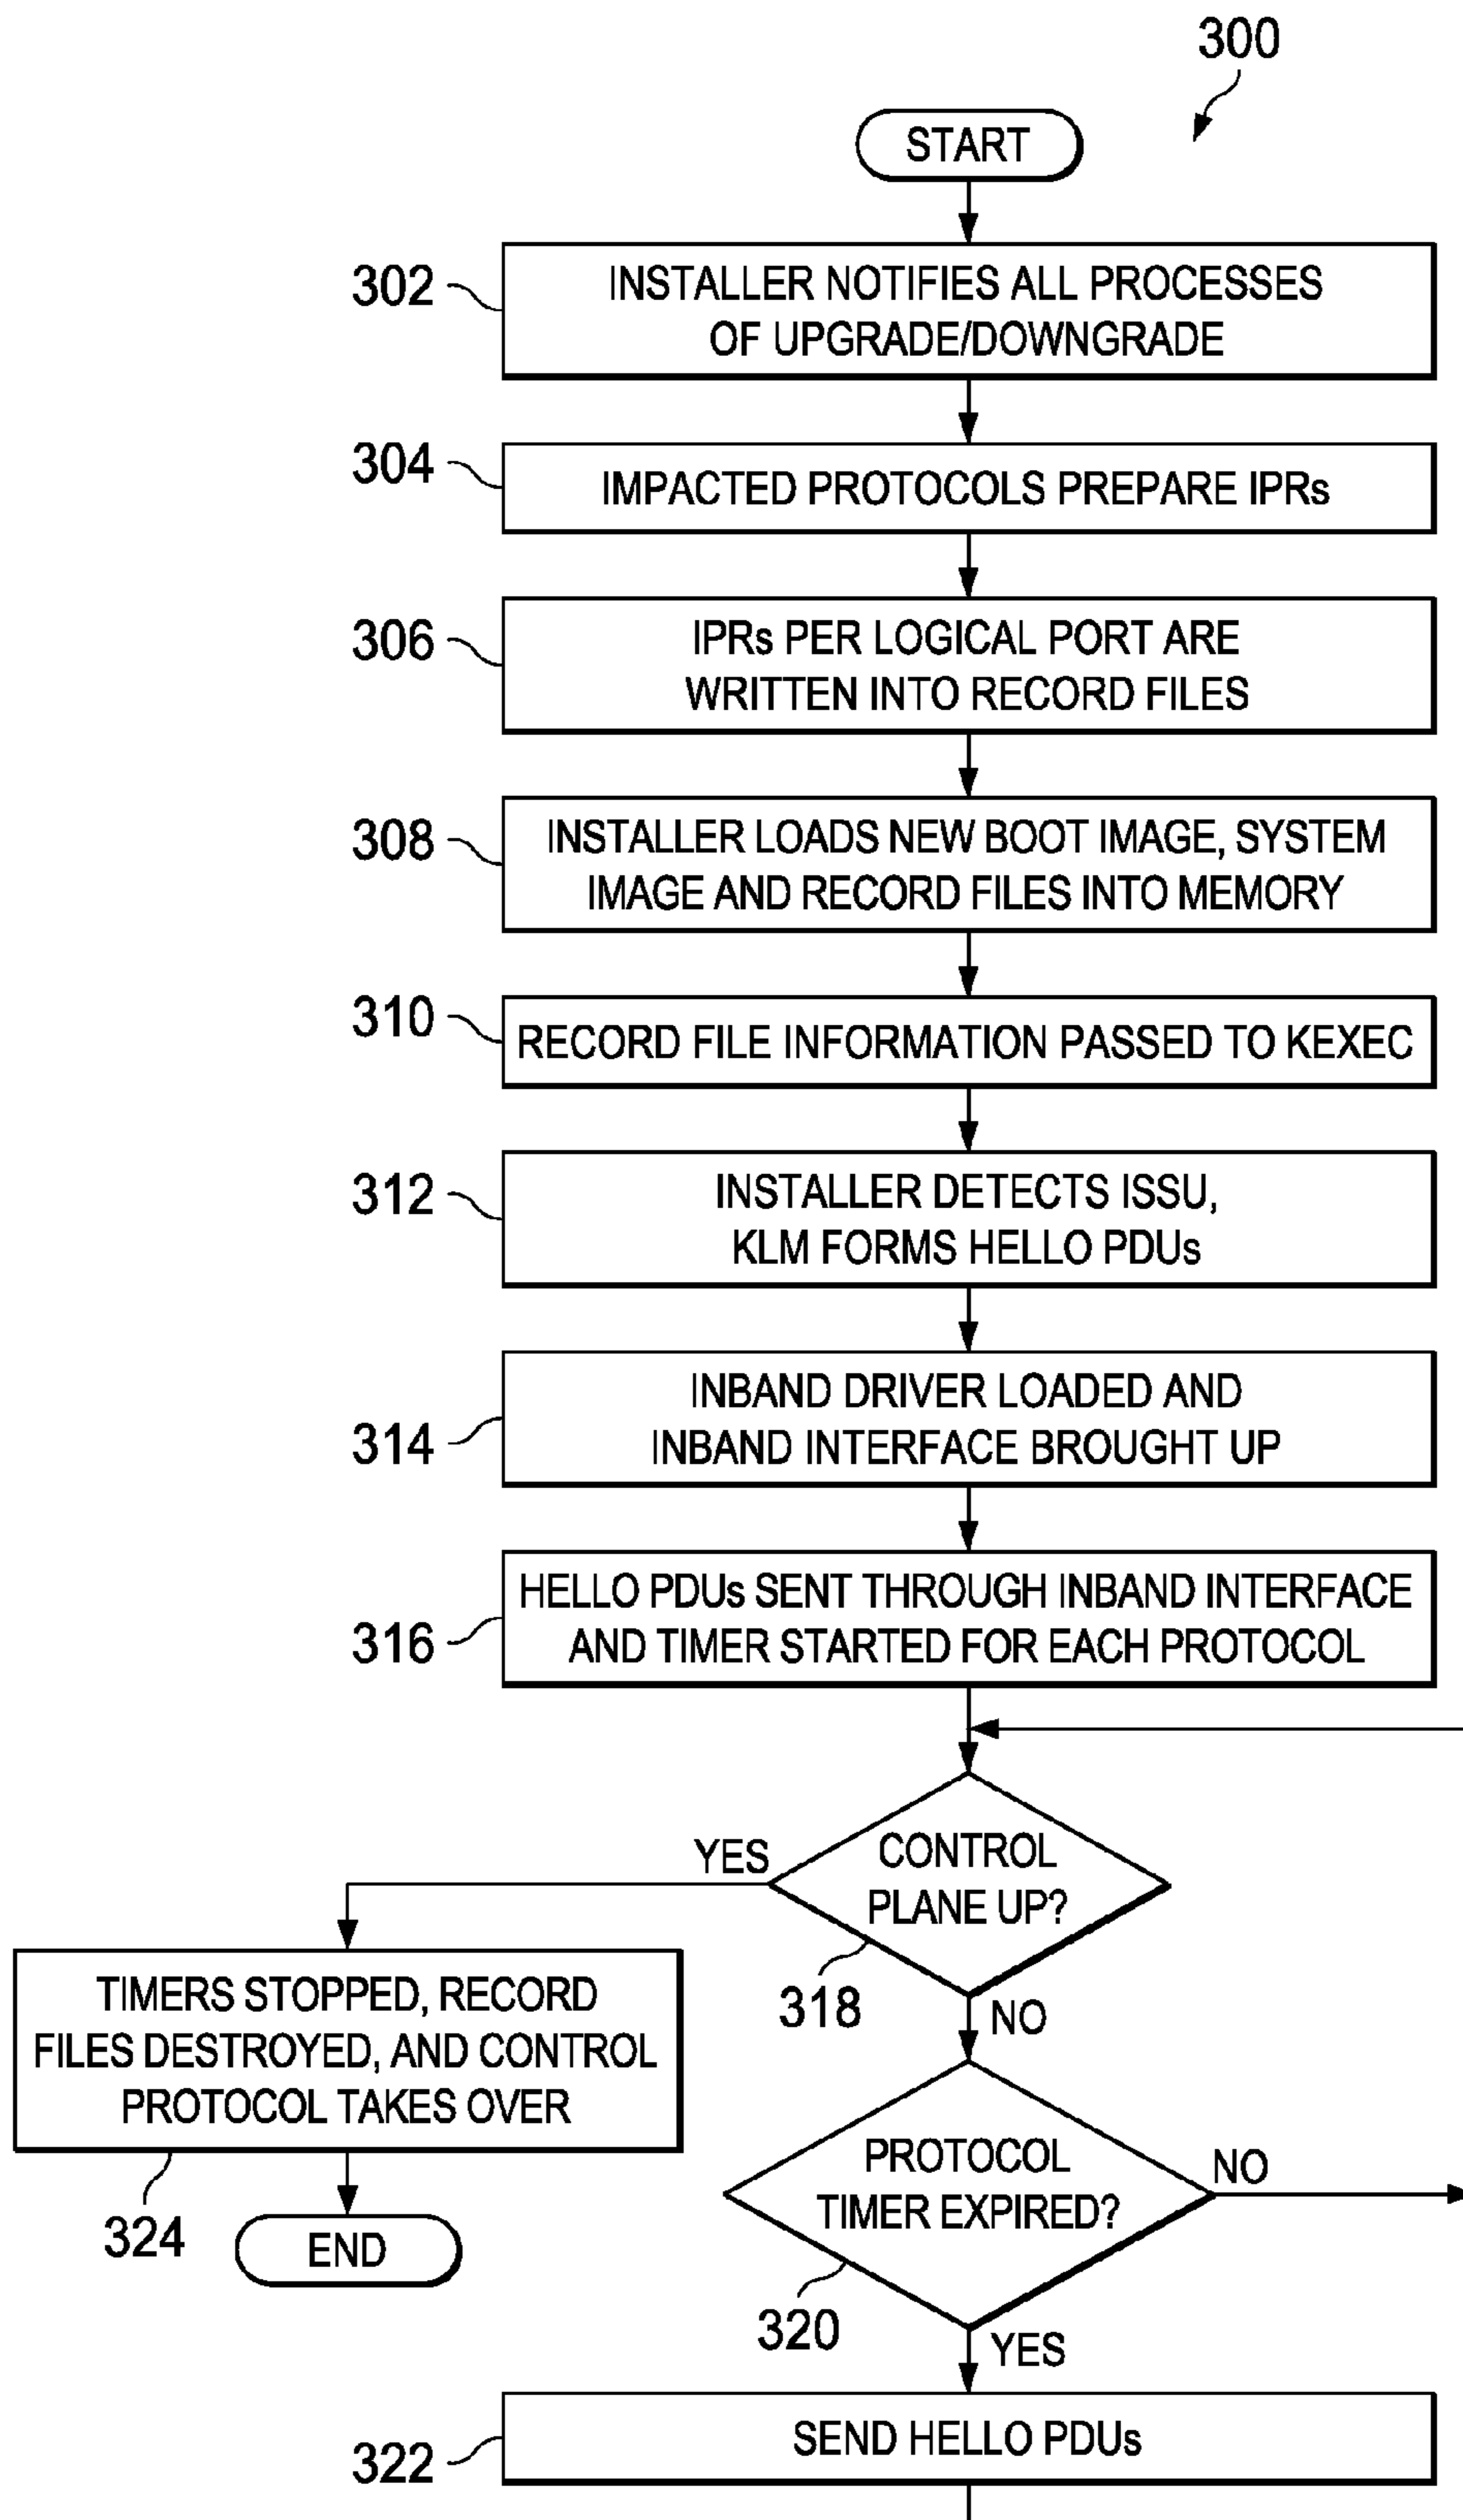 300
START
302
INSTALLER NOTIFIES ALL PROCESSES
OF UPGRADE/DOWNGRADE
304
IMPACTED PROTOCOLS PREPARE IPRs
306
IPRs PER LOGICAL PORT ARE
WRITTEN INTO RECORD FILES
308
INSTALLER LOADS NEW BOOT IMAGE, SYSTEM
IMAGE AND RECORD FILES INTO MEMORY
310
RECORD FILE INFORMATION PASSED TO KEXEC
312
INSTALLER DETECTS ISSU,
KLM FORMS HELLO PDUs
314
INBAND DRIVER LOADED AND
INBAND INTERFACE BROUGHT UP
316
HELLO PDUs SENT THROUGH INBAND INTERFACE
AND TIMER STARTED FOR EACH PROTOCOL
YES
CONTROL
PLANE UP?
318
NO
TIMERS STOPPED, RECORD
FILES DESTROYED, AND CONTROL
PROTOCOL TAKES OVER
324
END
PROTOCOL
TIMER EXPIRED?
NO
320
YES
322
SEND HELLO PDUs